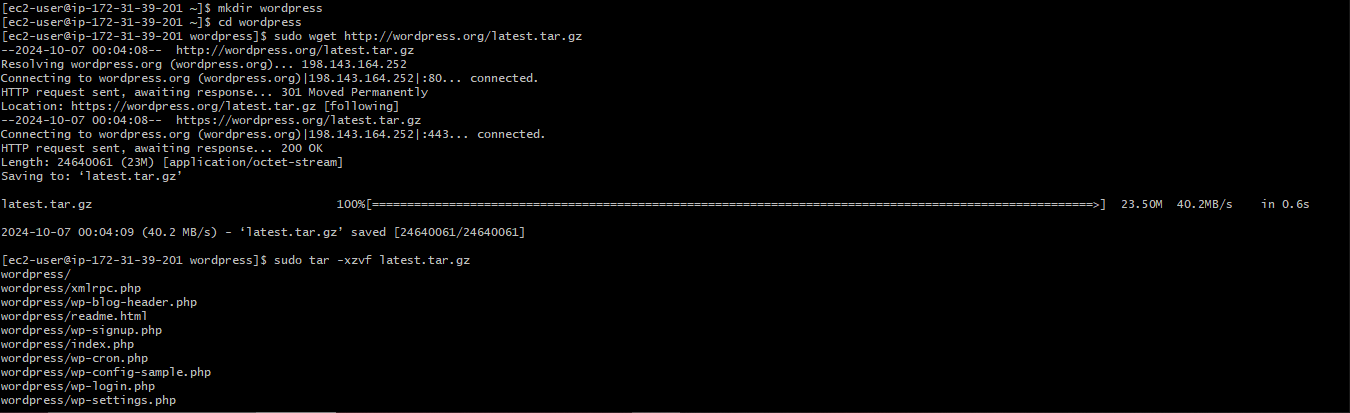 [ec2-user@ip-172-31-39-201 ~]$ mkdir wordpress
[ec2-user@ip-172-31-39-201 ~]$ cd wordpress
[ec2-user@ip-172-31-39-201 wordpress]$ sudo wget http://wordpress.org/latest.tar.gz
--2024-10-07 00:04:08--  http://wordpress.org/latest.tar.gz
Resolving wordpress.org (wordpress.org)... 198.143.164.252
Connecting to wordpress.org (wordpress.org)|198.143.164.252|:80... connected.
HTTP request sent, awaiting response... 301 Moved Permanently
Location: https://wordpress.org/latest.tar.gz [following]
--2024-10-07 00:04:08--  https://wordpress.org/latest.tar.gz
Connecting to wordpress.org (wordpress.org)|198.143.164.252|:443... connected.
HTTP request sent, awaiting response... 200 OK
Length: 24640061 (23M) [application/octet-stream]
Saving to: ‘latest.tar.gz’
latest.tar.gz 100%[=======================================================================================================>] 23.50M 40.2MB/s in 0.6s
2024-10-07 00:04:09 (40.2 MB/s) - ‘latest.tar.gz’ saved [24640061/24640061]
[ec2-user@ip-172-31-39-201 wordpress]$ sudo tar -xzvf latest.tar.gz
wordpress/
wordpress/xmlrpc.php
wordpress/wp-blog-header.php
wordpress/readme.html
wordpress/wp-signup.php
wordpress/index.php
wordpress/wp-cron.php
wordpress/wp-config-sample.php
wordpress/wp-login.php
wordpress/wp-settings.php